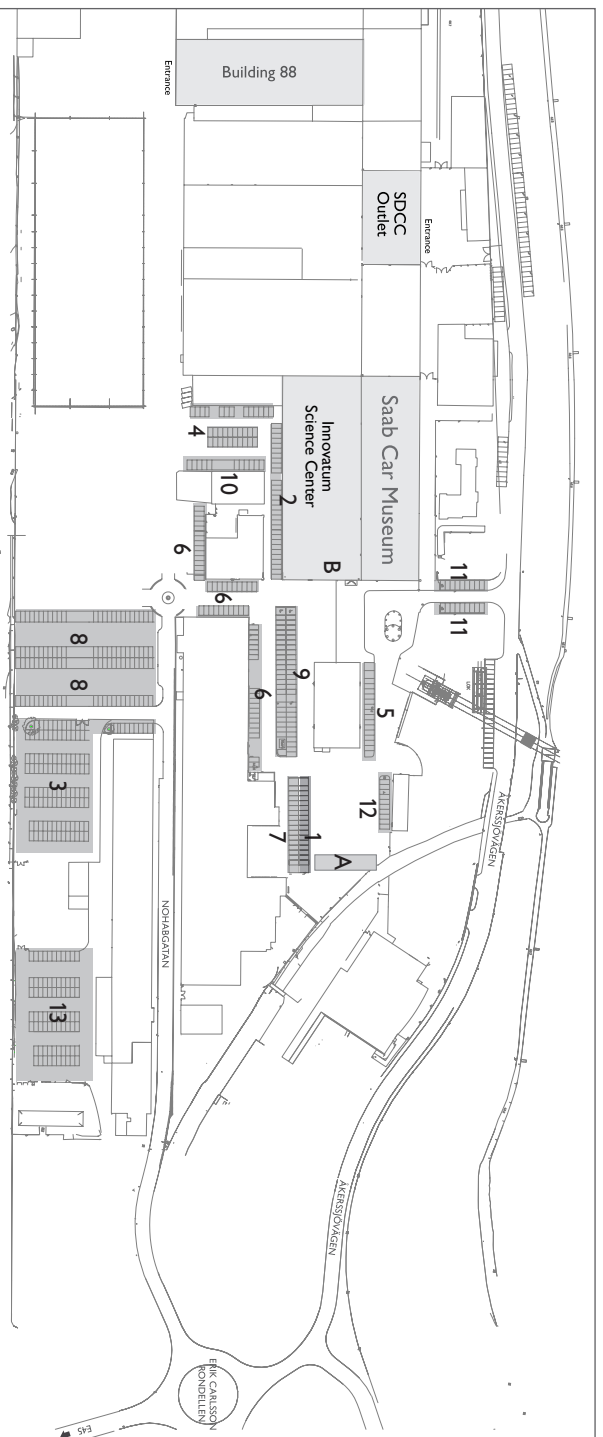 Building 88
Entrance
SDCC
Outlet
Entrance
Saab Car Museum
Innovatum
Science Center
B
4
10
2
6
6
11
11
8
8
9
6
5
LOK
3
12
1
7
A
ÅKERSSJÖVÄGEN
NOHABGATAN
13
ÅKERSSJÖVÄGEN
ERIK CARLSSON
RONDELLEN
E45